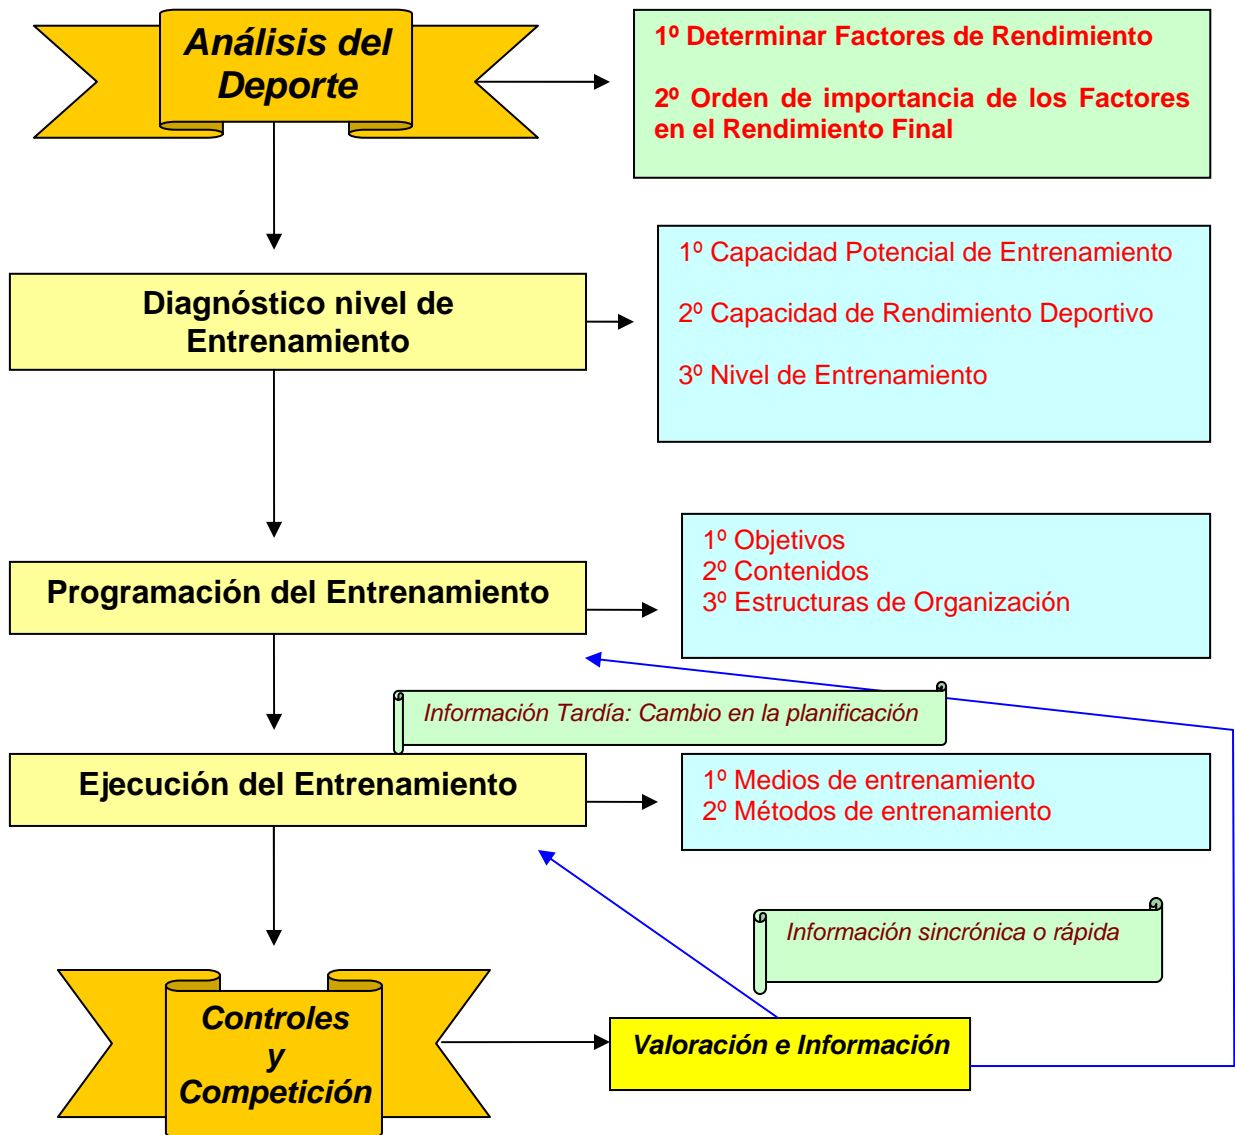 Análisis del
Deporte
1º Determinar Factores de Rendimiento
2º Orden de importancia de los Factores
en el Rendimiento Final
Diagnóstico nivel de
Entrenamiento
1º Capacidad Potencial de Entrenamiento
2º Capacidad de Rendimiento Deportivo
3º Nivel de Entrenamiento
Programación del Entrenamiento
1º Objetivos
2º Contenidos
3º Estructuras de Organización
Información Tardía: Cambio en la planificación
Ejecución del Entrenamiento
1º Medios de entrenamiento
2º Métodos de entrenamiento
Información sincrónica o rápida
Controles
y
Competición
Valoración e Información